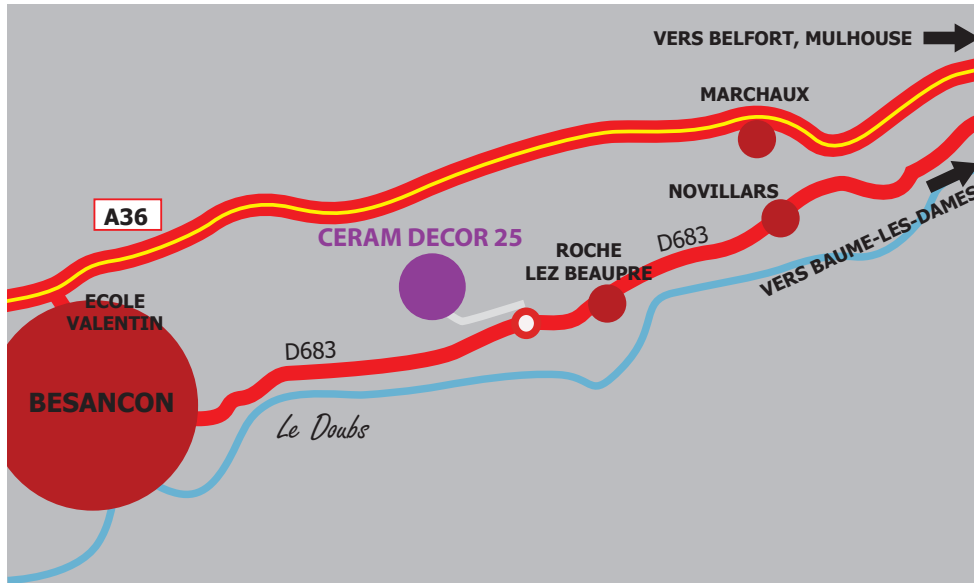 VERS BELFORT, MULHOUSE
MARCHAUX
NOVILLARS
A36
CERAM DECOR 25
ROCHE
LEZ BEAUPRE
D683
VERS BAUME-LES-DAMES
ECOLE
VALENTIN
D683
BESANCON
Le Doubs